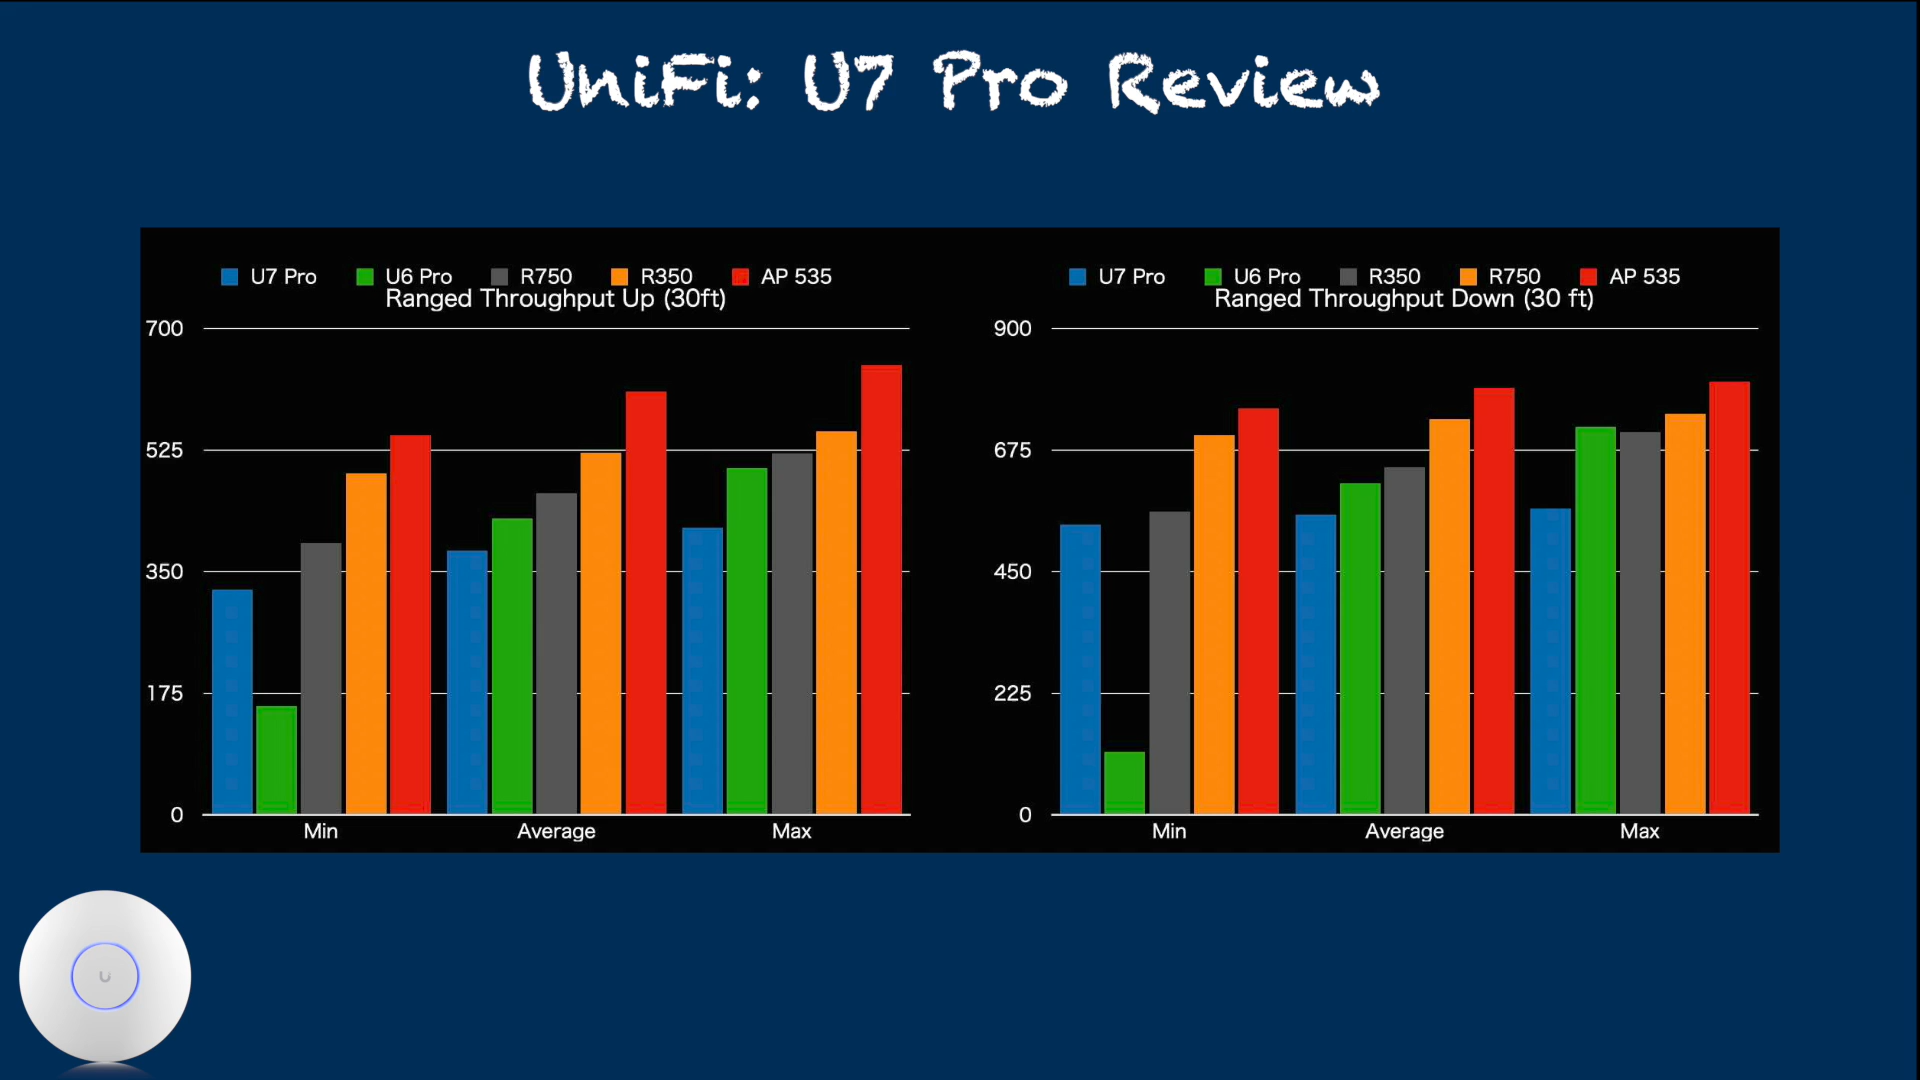 UniFi: U7 Pro Review
U7 Pro U6 Pro R750 R350 AP 535
Ranged Throughput Up (30ft)
700
525
350
175
0
Min Average Max
U7 Pro U6 Pro R350 R750 AP 535
Ranged Throughput Down (30 ft)
900
675
450
225
0
Min Average Max
U